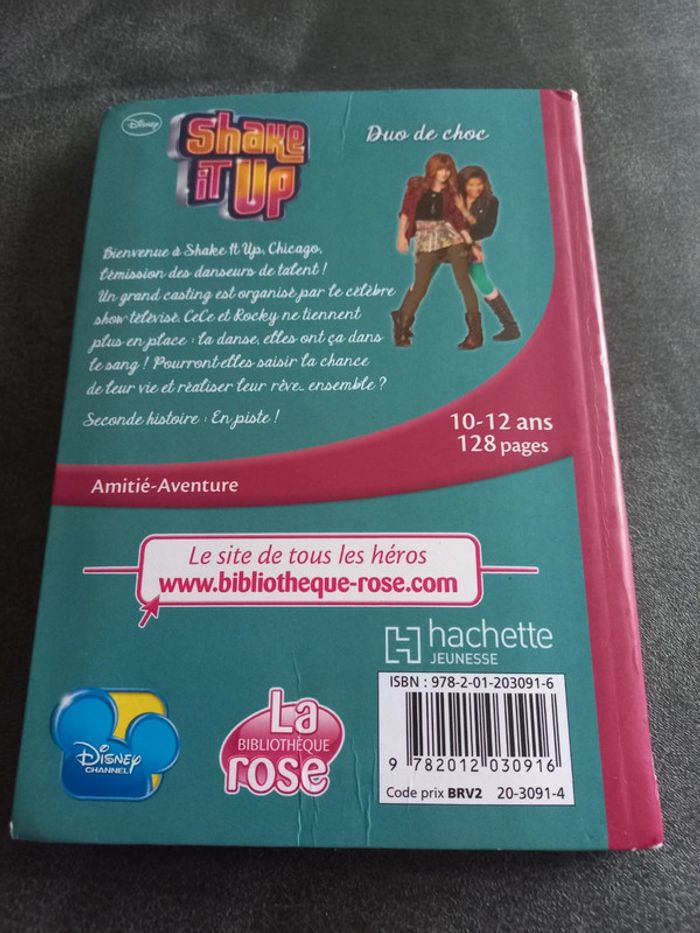 Disney
Shake
iT Up
Duo de choc
Bienvenue à Shake It Up, Chicago,
l'émission des danseurs de talent !
Un grand casting est organisé par le célèbre
show télévisé. CeCe et Rocky ne tiennent
plus en place : la danse, elles ont ça dans
le sang ! Pourront-elles saisir la chance
de leur vie et réaliser leur rêve... ensemble ?
Seconde histoire : En piste !
10-12 ans
128 pages
Amitié-Aventure
Le site de tous les héros
www.bibliotheque-rose.com
hachette
JEUNESSE
ISBN : 978-2-01-203091-6
9 782012 030916
Code prix BRV2 20-3091-4
Disney
CHANNEL
La
BIBLIOTHÈQUE
rose